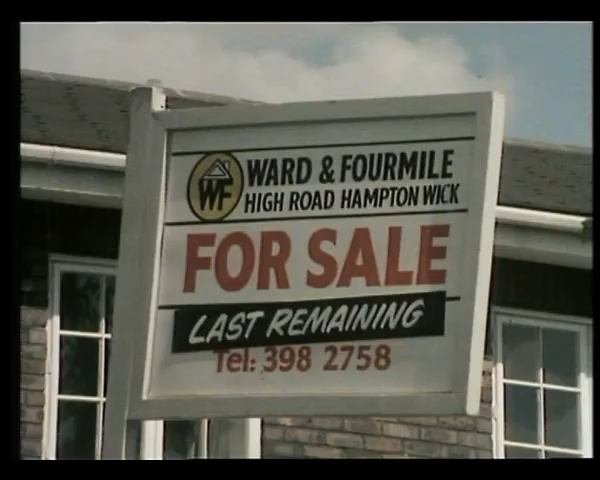 WF
WARD & FOURMILE
HIGH ROAD HAMPTON WICK
FOR SALE
LAST REMAINING
Tel: 398 2758